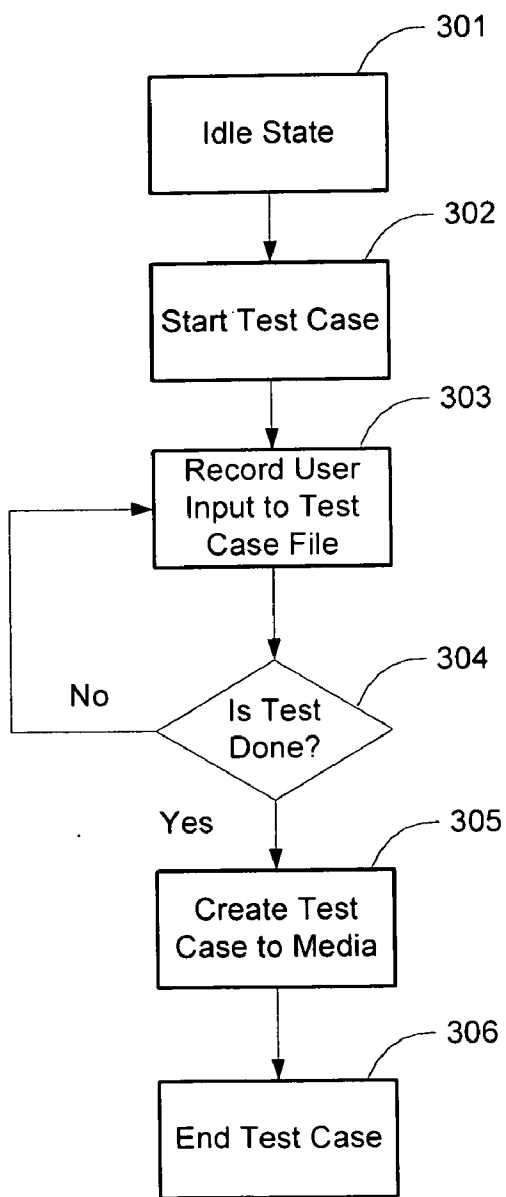 301
Idle State
302
Start Test Case
303
Record User
Input to Test
Case File
304
Is Test
Done?
No
Yes
305
Create Test
Case to Media
306
End Test Case